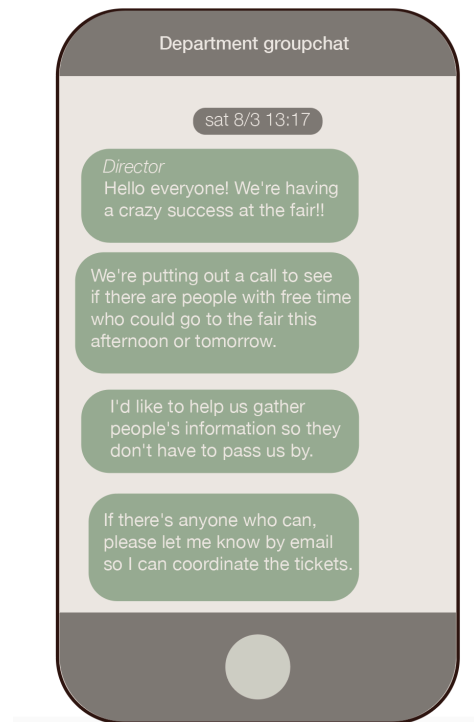 Department groupchat
sat 8/3 13:17
Director
Hello everyone! We're having
a crazy success at the fair!!
We're putting out a call to see
if there are people with free time
who could go to the fair this
afternoon or tomorrow.
I'd like to help us gather
people's information so they
don't have to pass us by.
If there's anyone who can,
please let me know by email
so I can coordinate the tickets.